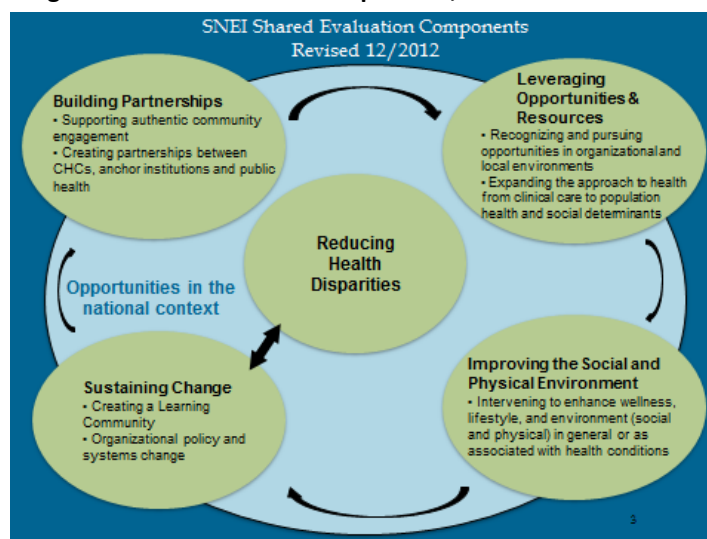 SNEI Shared Evaluation Components
Revised 12/2012
Building Partnerships
• Supporting authentic community
engagement
• Creating partnerships between
CHCs, anchor institutions and public
health
Leveraging
Opportunities &
Resources
• Recognizing and pursuing
opportunities in organizational and
local environments
• Expanding the approach to health
from clinical care to population
health and social determinants
Reducing
Health
Disparities
Opportunities in the
national context
Sustaining Change
• Creating a Learning
Community
• Organizational policy and
systems change
Improving the Social and
Physical Environment
• Intervening to enhance wellness,
lifestyle, and environment (social
and physical) in general or as
associated with health conditions
3